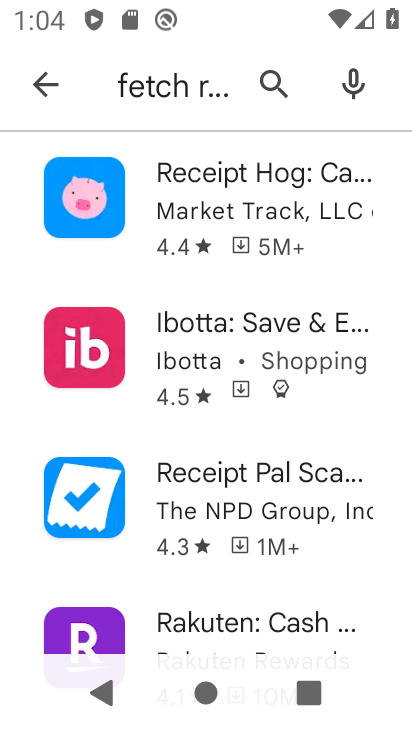 1:04
fetch r...
Receipt Hog: Ca...
Market Track, LLC
4.4★ 5M+
Ibotta: Save & E...
Ibotta • Shopping
4.5★
Receipt Pal Sca...
The NPD Group, Inc
4.3★ 1M+
Rakuten: Cash ...
Rakuten Rewards
4.1★ 10M
ib
R